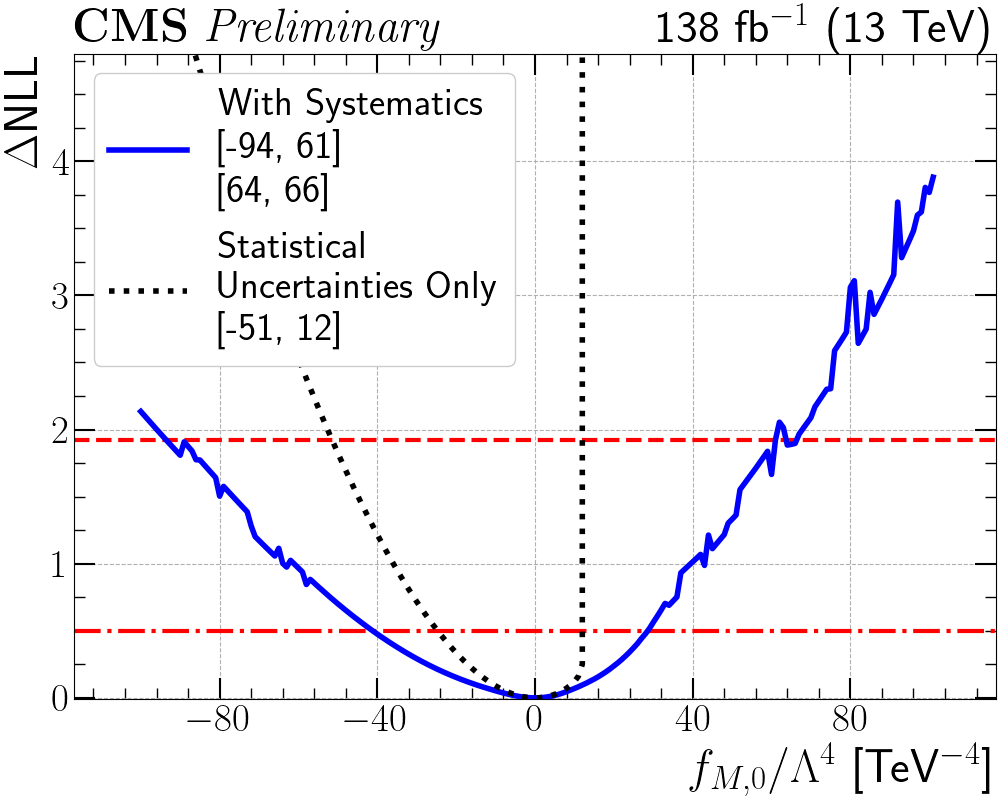 CMS Preliminary 138 fb⁻¹ (13 TeV)
ΔNLL
With Systematics
[-94, 61]
[64, 66]
Statistical
Uncertainties Only
[-51, 12]
4
3
2
1
0
−80 −40 0 40 80
f_{M,0}/Λ⁴ [TeV⁻⁴]